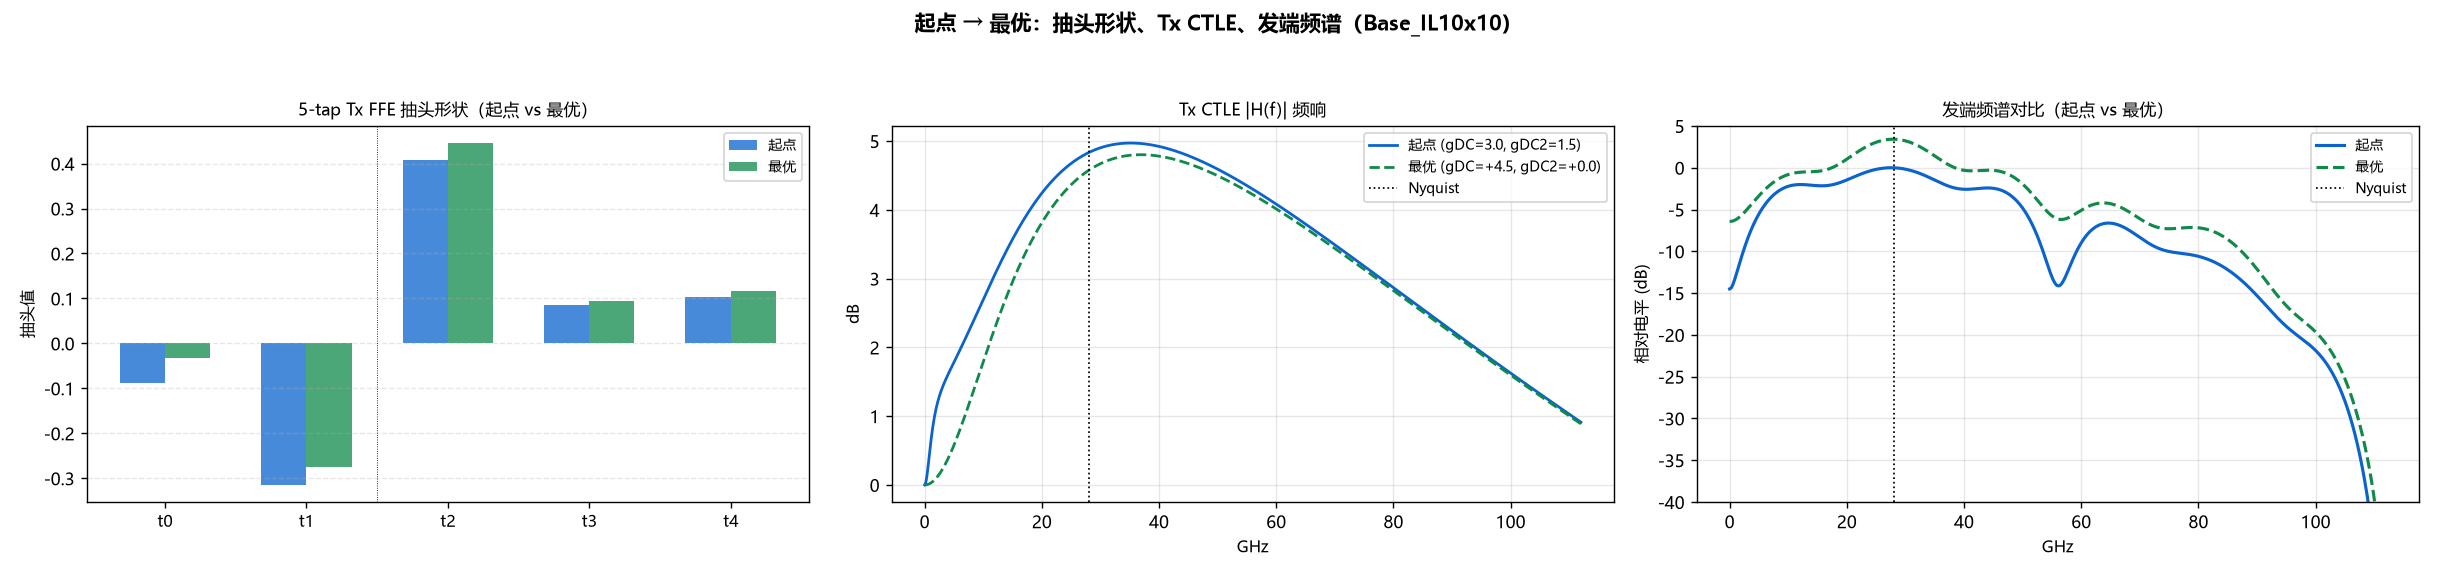 起点 → 最优：抽头形状、Tx CTLE、发端频谱（Base_IL10x10）
5-tap Tx FFE 抽头形状（起点 vs 最优）
抽头值
0.4
0.3
0.2
0.1
0.0
-0.1
-0.2
-0.3
t0
t1
t2
t3
t4
起点
最优
Tx CTLE |H(f)| 频响
dB
5
4
3
2
1
0
0
20
40
60
80
100
GHz
起点 (gDC=3.0, gDC2=1.5)
最优 (gDC=+4.5, gDC2=+0.0)
Nyquist
发端频谱对比（起点 vs 最优）
相对电平 (dB)
5
0
-5
-10
-15
-20
-25
-30
-35
-40
0
20
40
60
80
100
GHz
起点
最优
Nyquist